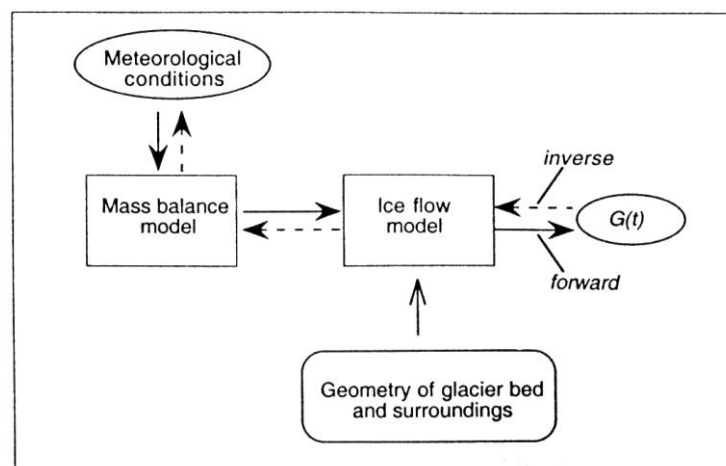 Meteorological
conditions
Mass balance
model
Ice flow
model
inverse
G(t)
forward
Geometry of glacier bed
and surroundings